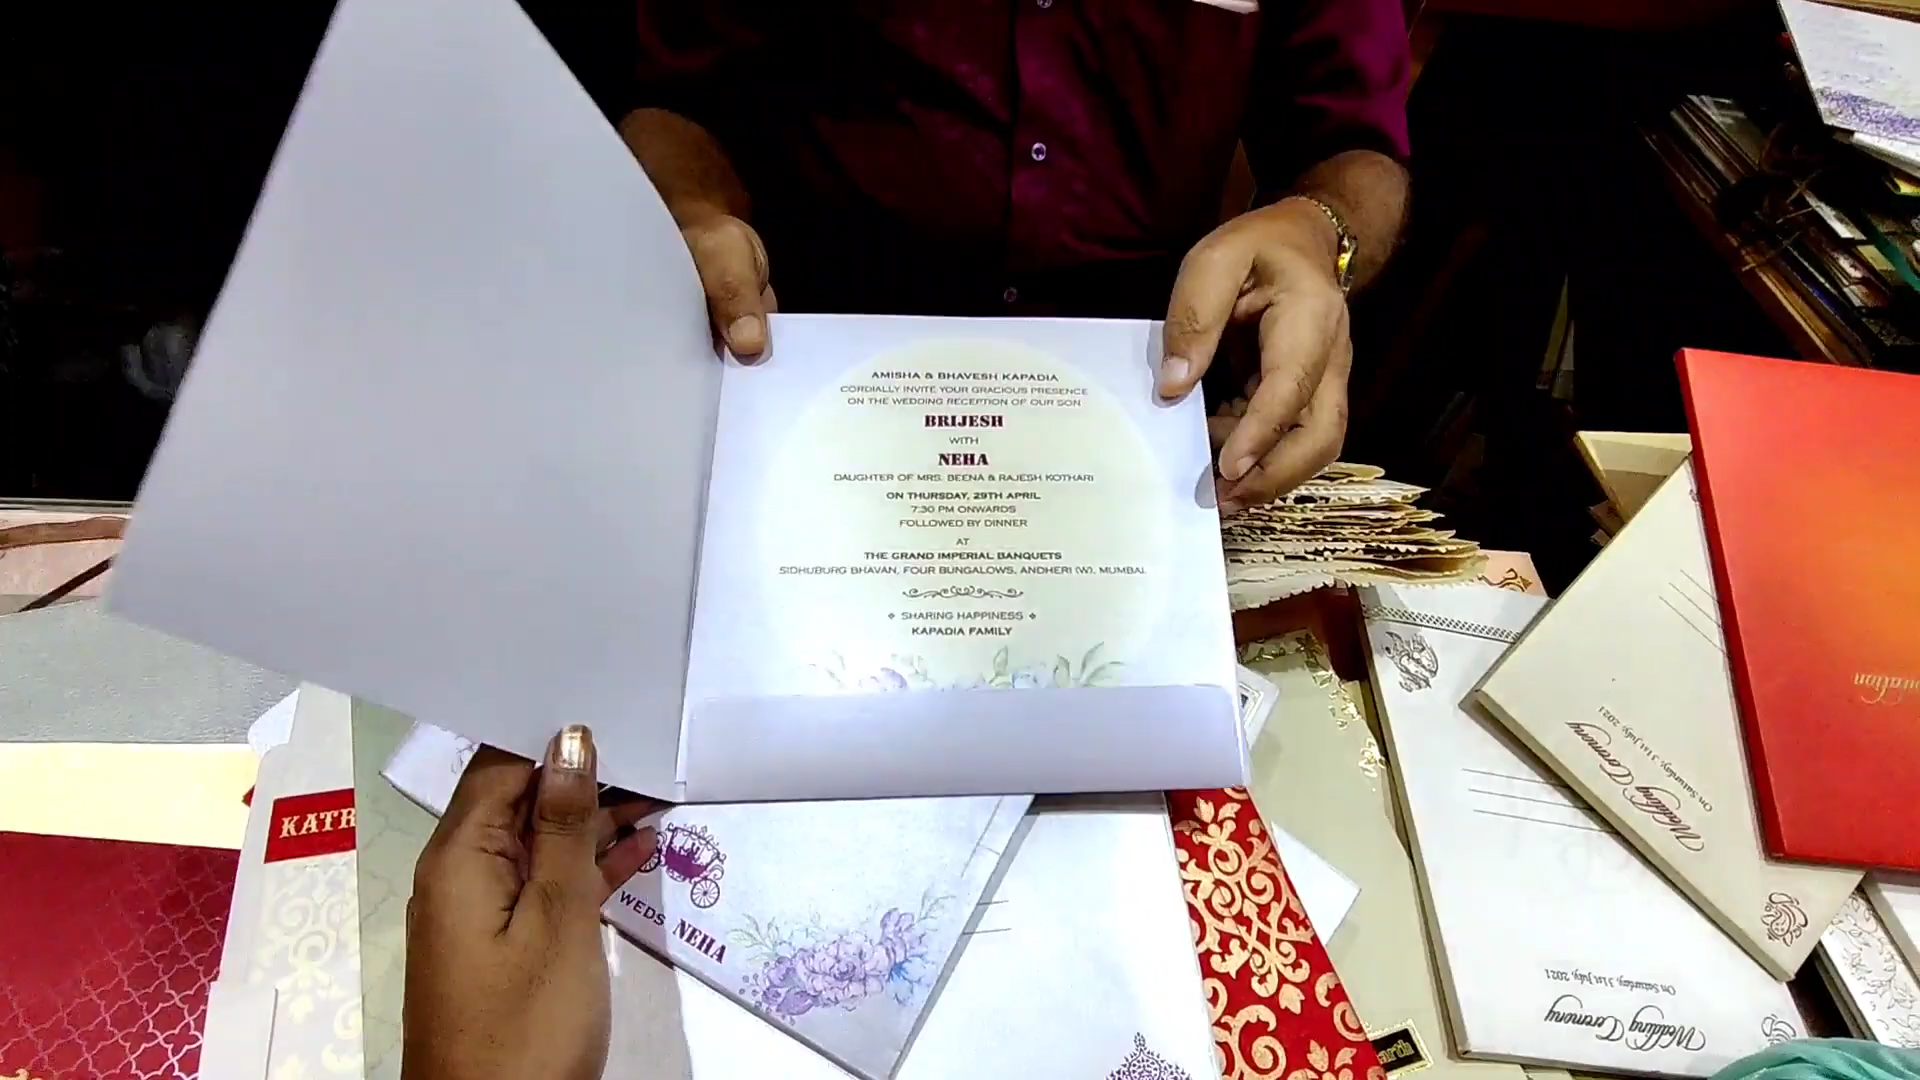 AMISHA & BHAVESH KAPADIA
CORDIALLY INVITE YOUR GRACIOUS PRESENCE
ON THE WEDDING RECEPTION OF OUR SON
BRIJESH
WITH
NEHA
DAUGHTER OF MRS. BEENA & RAJESH KOTHARI
ON THURSDAY, 29TH APRIL
7:30 PM ONWARDS
FOLLOWED BY DINNER
AT
THE GRAND IMPERIAL BANQUETS
SIDHUBURG BHAVAN, FOUR BUNGALOWS, ANDHERI (W), MUMBAI.
SHARING HAPPINESS
KAPADIA FAMILY
KATR
WEDS NEHA
Wedding Ceremony
On Saturday, 31st July, 2021
Wedding Ceremony
On Saturday, 31st July, 2021